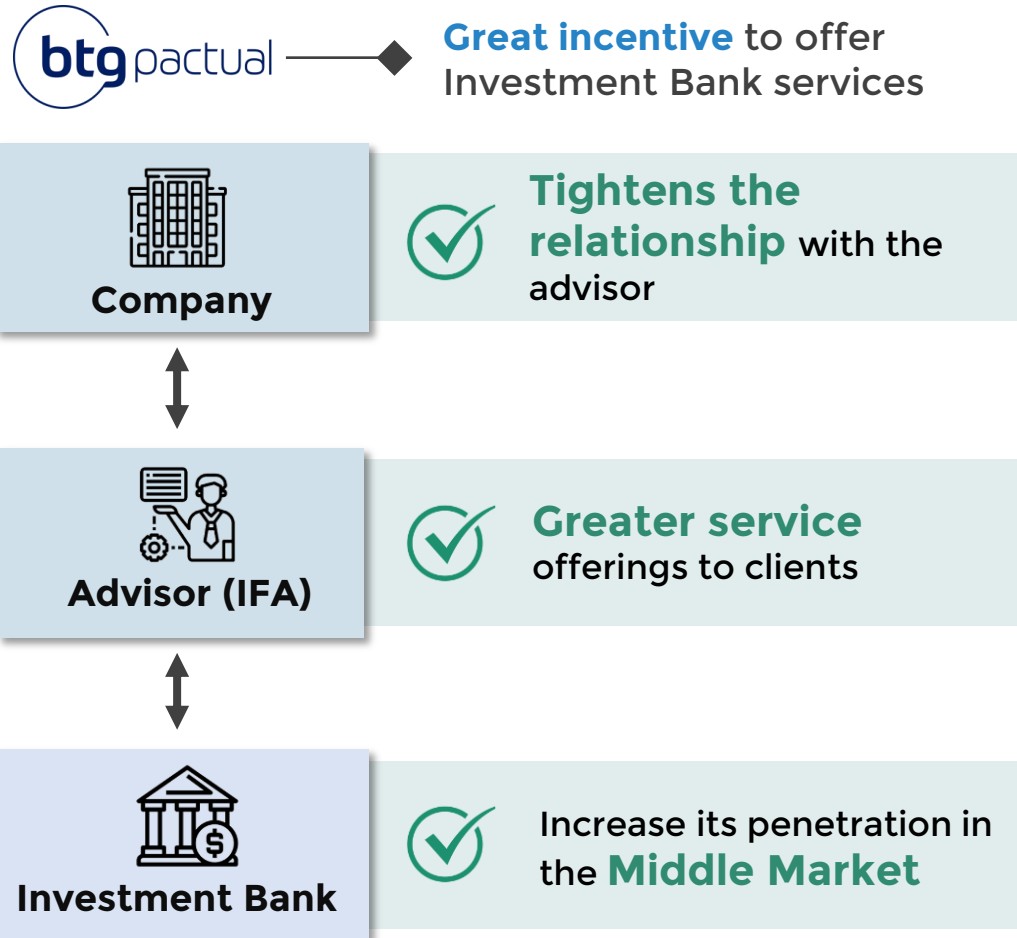 btg pactual
Great incentive to offer
Investment Bank services
Company
Tightens the
relationship with the
advisor
Advisor (IFA)
Greater service
offerings to clients
$
Investment Bank
Increase its penetration in
the Middle Market